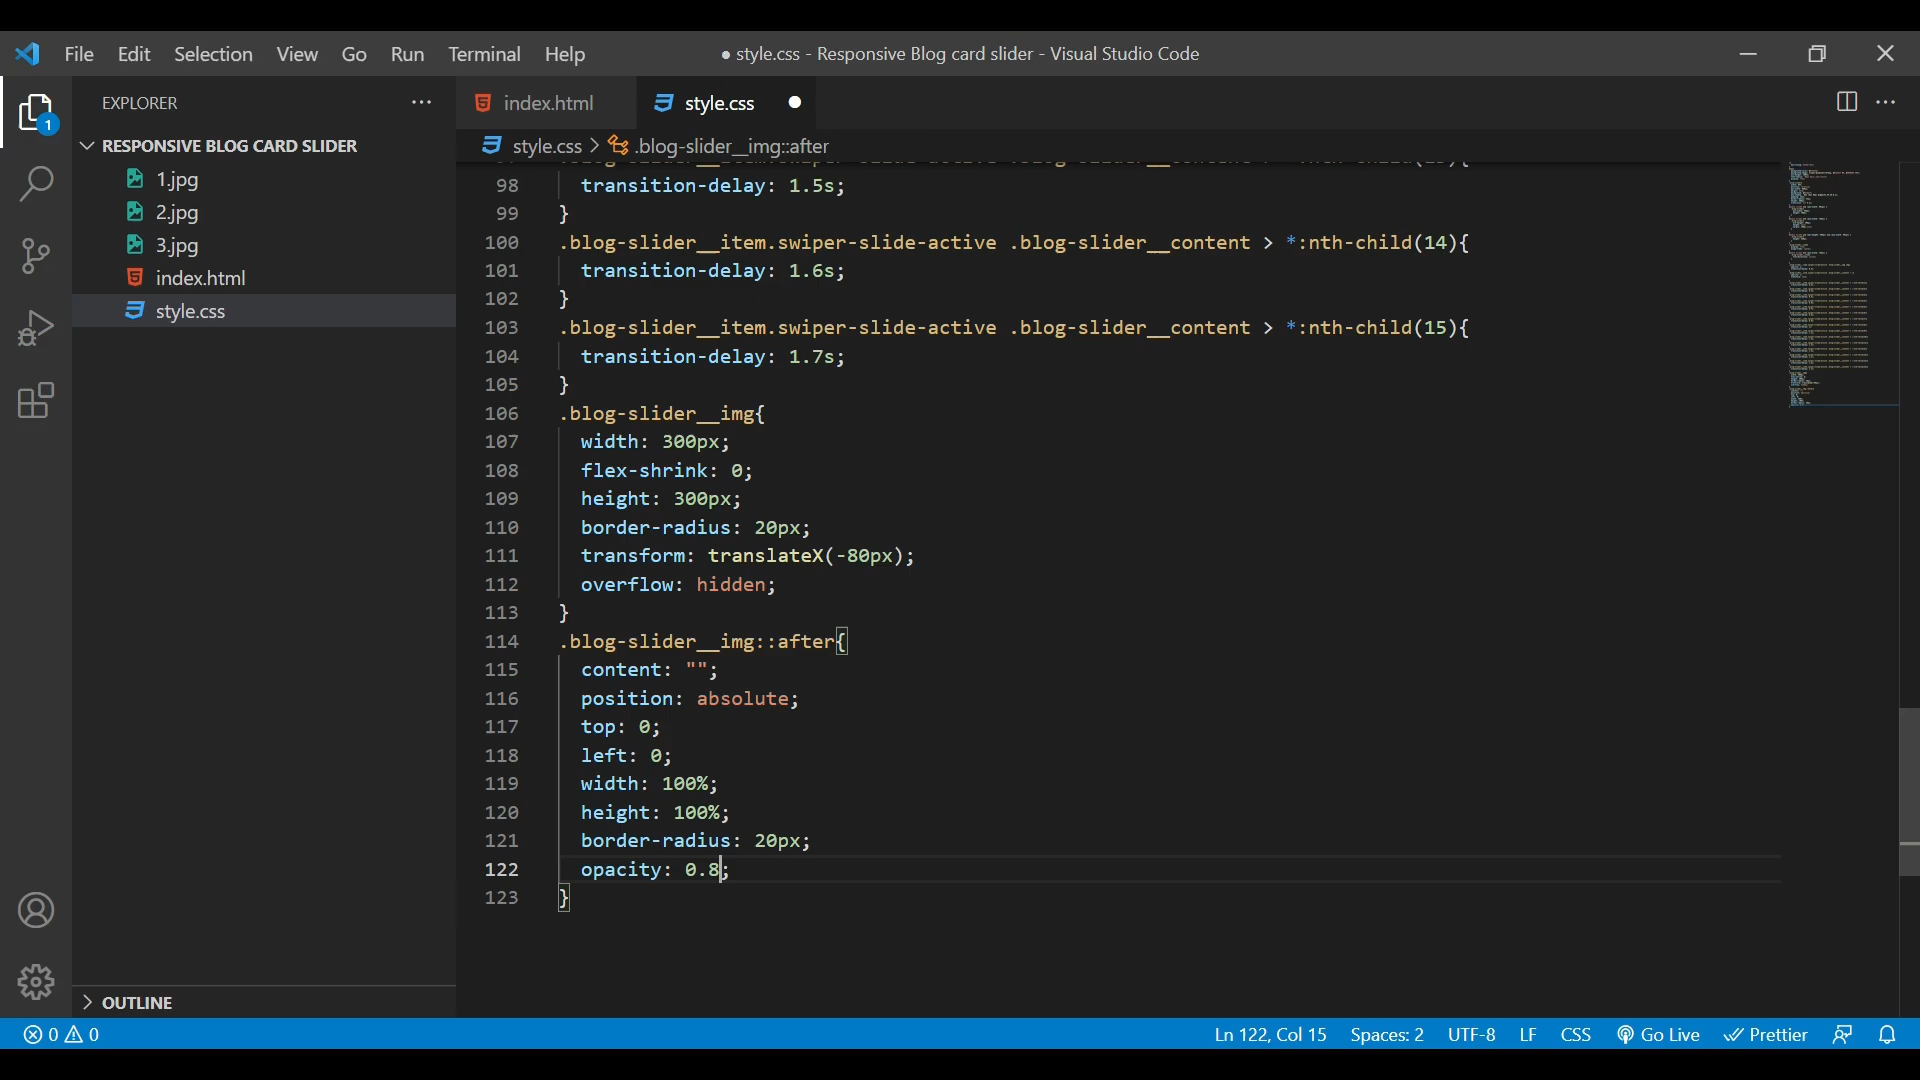 File Edit Selection View Go Run Terminal Help
● style.css - Responsive Blog card slider - Visual Studio Code
EXPLORER
index.html
style.css
style.css > .blog-slider__img::after
1
RESPONSIVE BLOG CARD SLIDER
1.jpg
2.jpg
3.jpg
index.html
style.css
98 transition-delay: 1.5s;
99 }
100 .blog-slider__item.swiper-slide-active .blog-slider__content > *:nth-child(14){
101 transition-delay: 1.6s;
102 }
103 .blog-slider__item.swiper-slide-active .blog-slider__content > *:nth-child(15){
104 transition-delay: 1.7s;
105 }
106 .blog-slider__img{
107 width: 300px;
108 flex-shrink: 0;
109 height: 300px;
110 border-radius: 20px;
111 transform: translateX(-80px);
112 overflow: hidden;
113 }
114 .blog-slider__img::after{
115 content: "";
116 position: absolute;
117 top: 0;
118 left: 0;
119 width: 100%;
120 height: 100%;
121 border-radius: 20px;
122 opacity: 0.8;
123 }
OUTLINE
0 0
Ln 122, Col 15 Spaces: 2 UTF-8 LF CSS Go Live Prettier